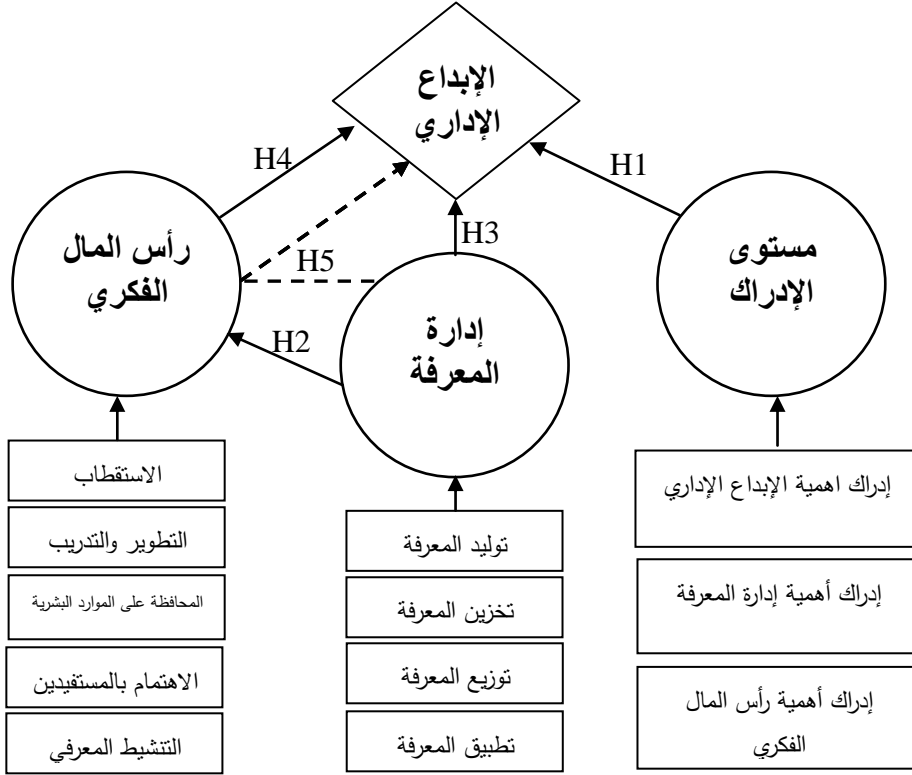 الإبداع
الإداري
H4
H1
H3
H5
H2
مستوى
الإدراك
إدارة
المعرفة
رأس المال
الفكري
إدراك اهمية الإبداع الإداري
إدراك أهمية إدارة المعرفة
إدراك أهمية رأس المال
الفكري
توليد المعرفة
تخزين المعرفة
توزيع المعرفة
تطبيق المعرفة
الاستقطاب
التطوير والتدريب
المحافظة على الموارد البشرية
الاهتمام بالمستفيدين
التنشيط المعرفي